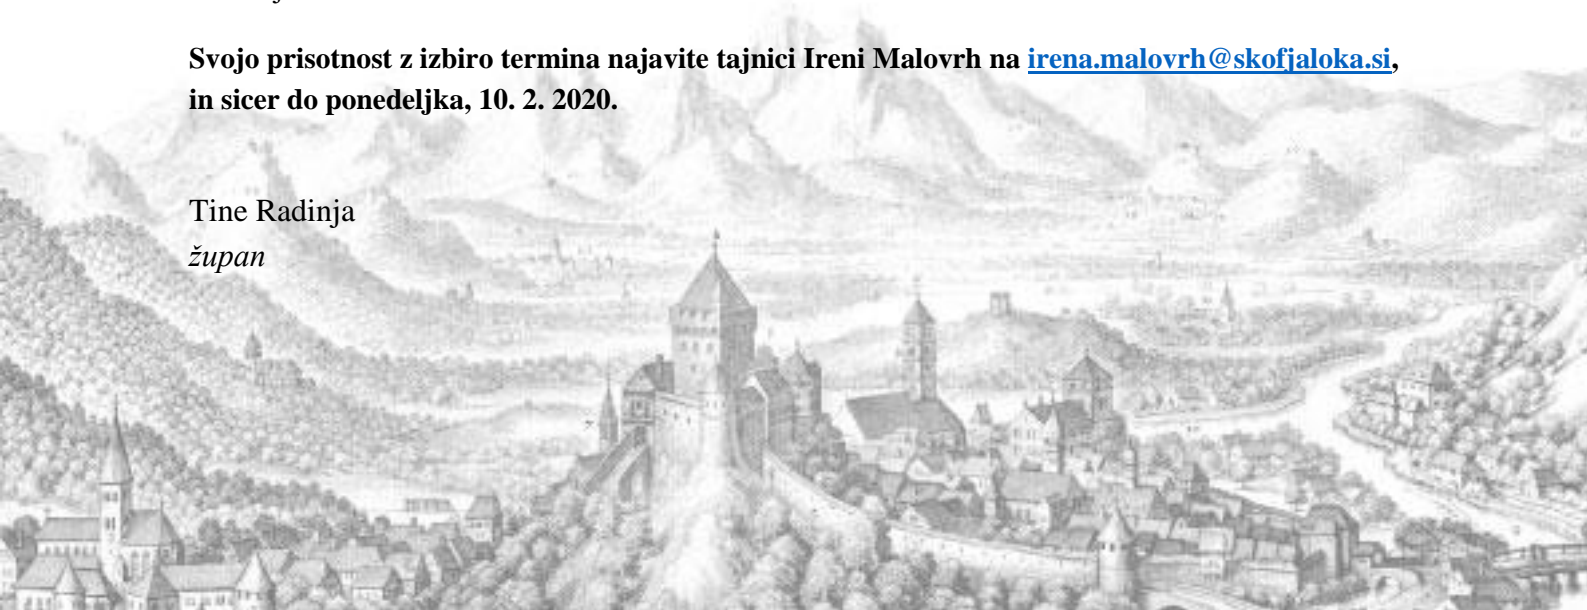 Svojo prisotnost z izbiro termina najavite tajnici Ireni Malovrh na irena.malovrh@skofjaloka.si,
in sicer do ponedeljka, 10. 2. 2020.
Tine Radinja
župan